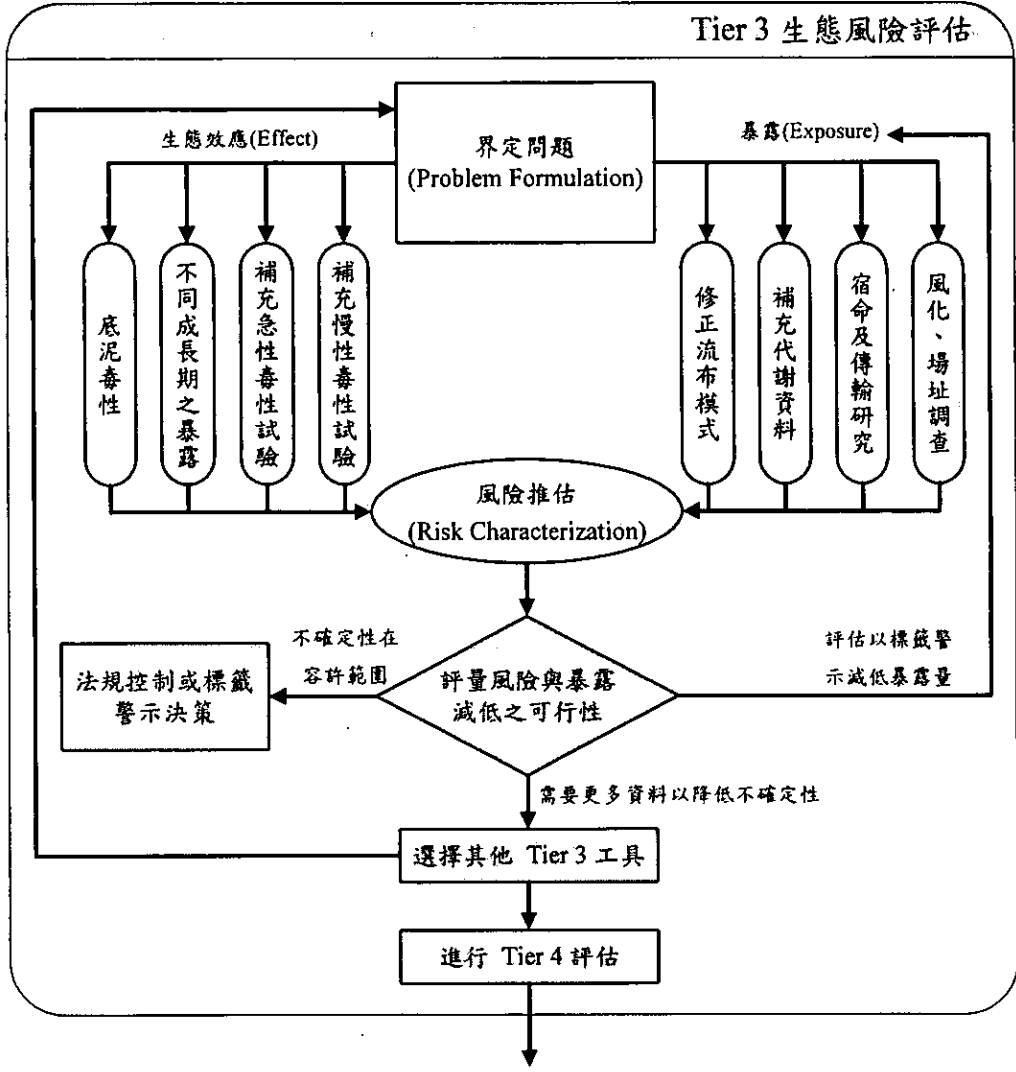 Tier 3 生態風險評估
界定問題
(Problem Formulation)
生態效應(Effect)
暴露(Exposure)
底泥毒性
不同成長期之暴露
補充急性毒性試驗
補充慢性毒性試驗
修正流布模式
補充代謝資料
宿命及傳輸研究
風化、場址調查
風險推估
(Risk Characterization)
不確定性在
容許範圍
評估以標籤警
示減低暴露量
法規控制或標籤
警示決策
評量風險與暴露
減低之可行性
需要更多資料以降低不確定性
選擇其他 Tier 3 工具
進行 Tier 4 評估